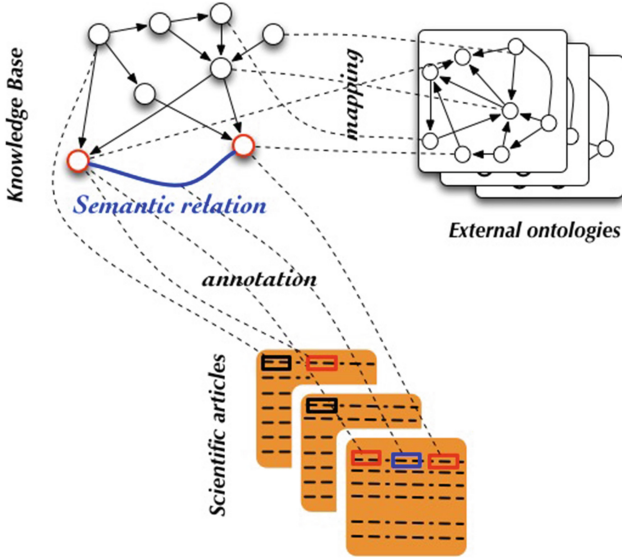 Knowledge Base
mapping
Semantic relation
External ontologies
annotation
Scientific articles